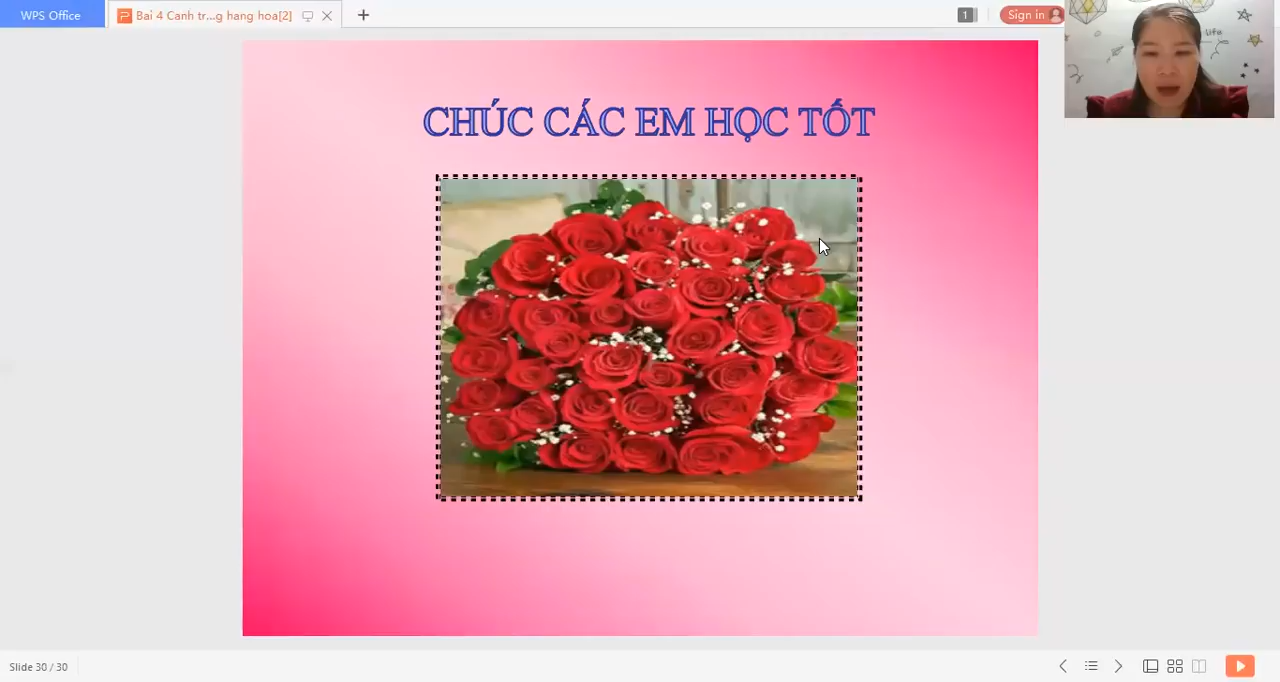 WPS Office
Bai 4 Canh tr...g hang hoa[2]
1
Sign in
CHÚC CÁC EM HỌC TỐT
Slide 30 / 30